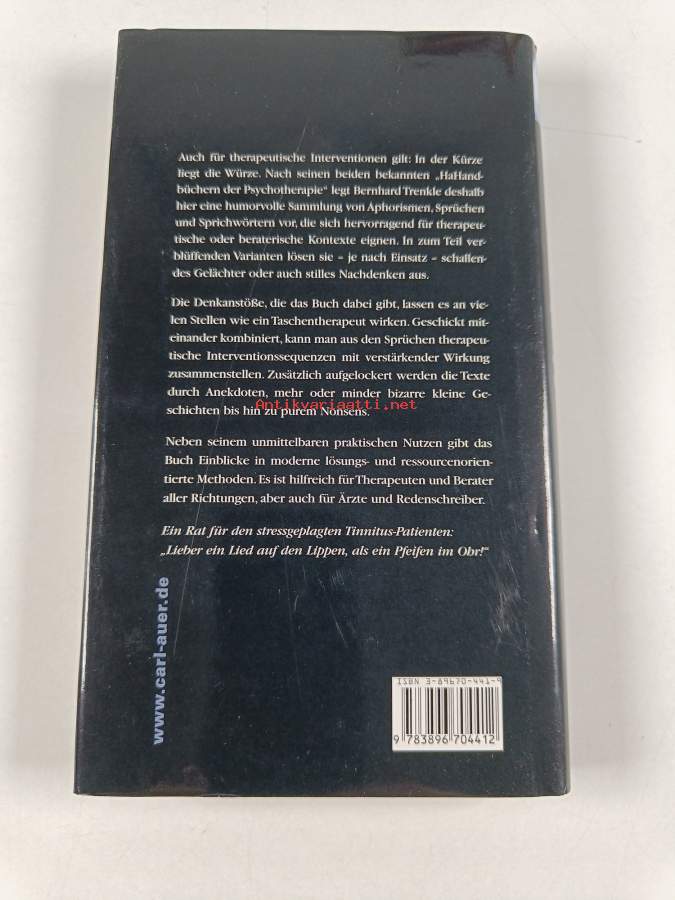 Auch für therapeutische Interventionen gilt: In der Kürze
liegt die Würze. Nach seinen beiden bekannten „HaHand-
büchern der Psychotherapie“ legt Bernhard Trenkle deshalb
hier eine humorvolle Sammlung von Aphorismen, Sprüchen
und Sprichwörtern vor, die sich hervorragend für therapeu-
tische oder beraterische Kontexte eignen. In zum Teil ver-
blüffenden Varianten lösen sie – je nach Einsatz – schallen-
des Gelächter oder auch stilles Nachdenken aus.
Die Denkanstöße, die das Buch dabei gibt, lassen es an vie-
len Stellen wie ein Taschentherapeut wirken. Geschickt mit-
einander kombiniert, kann man aus den Sprüchen therapeu-
tische Interventionssequenzen mit verstärkender Wirkung
zusammenstellen. Zusätzlich aufgelockert werden die Texte
durch Anekdoten, mehr oder minder bizarre kleine Ge-
schichten bis hin zu purem Nonsens.
Antikvariaatti.net
Neben seinem unmittelbaren praktischen Nutzen gibt das
Buch Einblicke in moderne lösungs- und ressourcenorien-
tierte Methoden. Es ist hilfreich für Therapeuten und Berater
aller Richtungen, aber auch für Ärzte und Redenschreiber.
Ein Rat für den stressgeplagten Tinnitus-Patienten:
„Lieber ein Lied auf den Lippen, als ein Pfeifen im Ohr!“
www.carl-auer.de
ISBN 3-89670-441-9
9 783896 704412